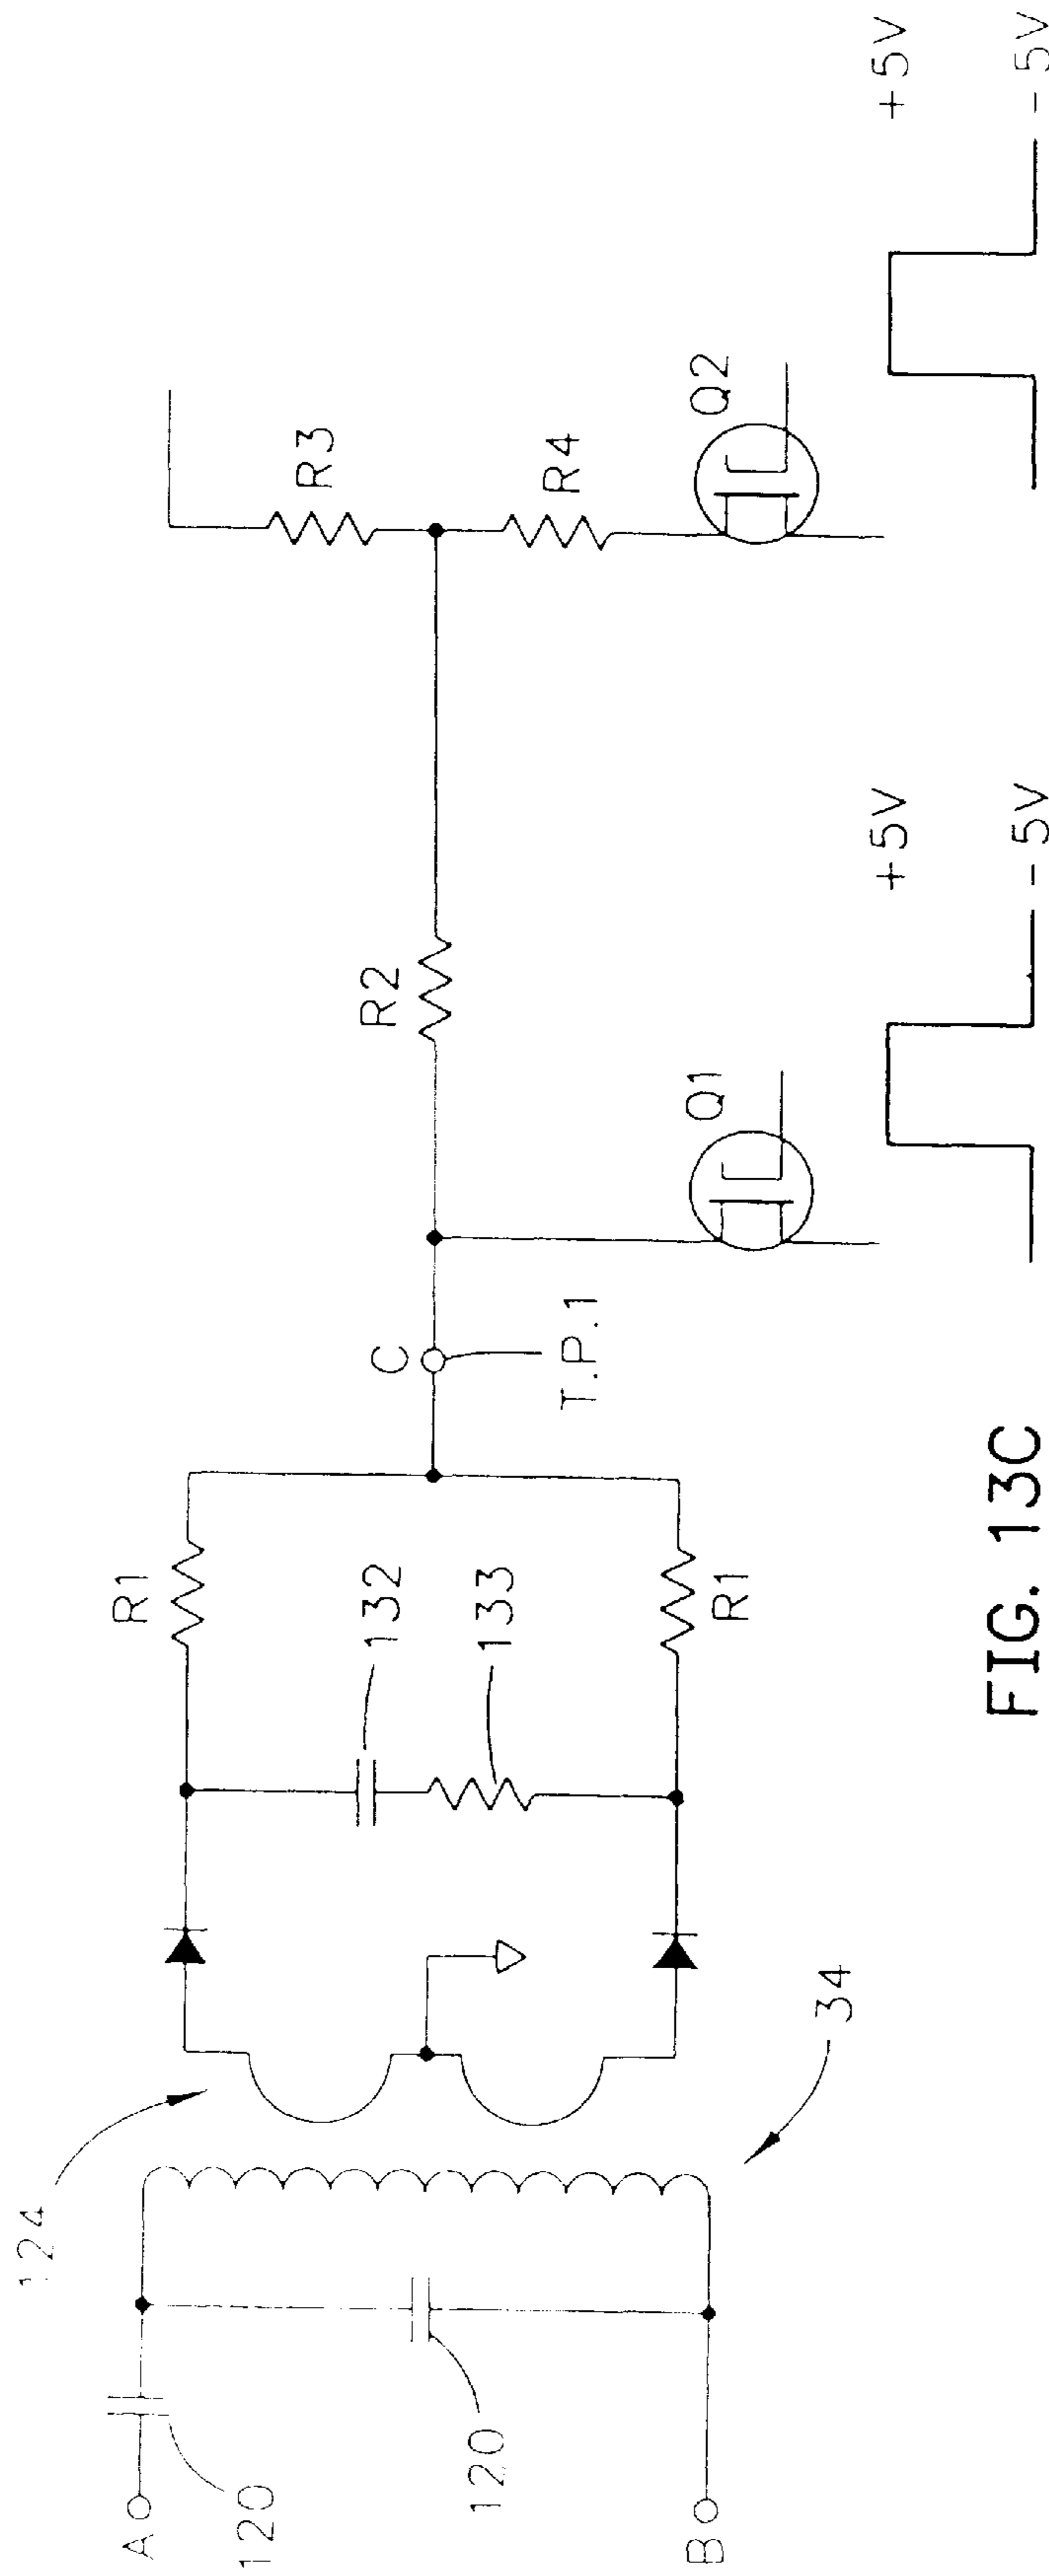 124
34
A
120
120
B
R1
132
133
R1
C
T.P.1
R2
Q1
R3
R4
Q2
+5V
-5V
+5V
-5V
FIG. 13C